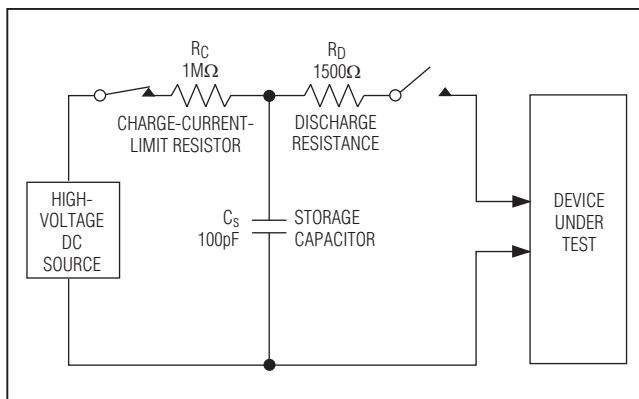 R_C
1MΩ
CHARGE-CURRENT-
LIMIT RESISTOR
R_D
1500Ω
DISCHARGE
RESISTANCE
HIGH-
VOLTAGE
DC
SOURCE
C_s
100pF
STORAGE
CAPACITOR
DEVICE
UNDER
TEST